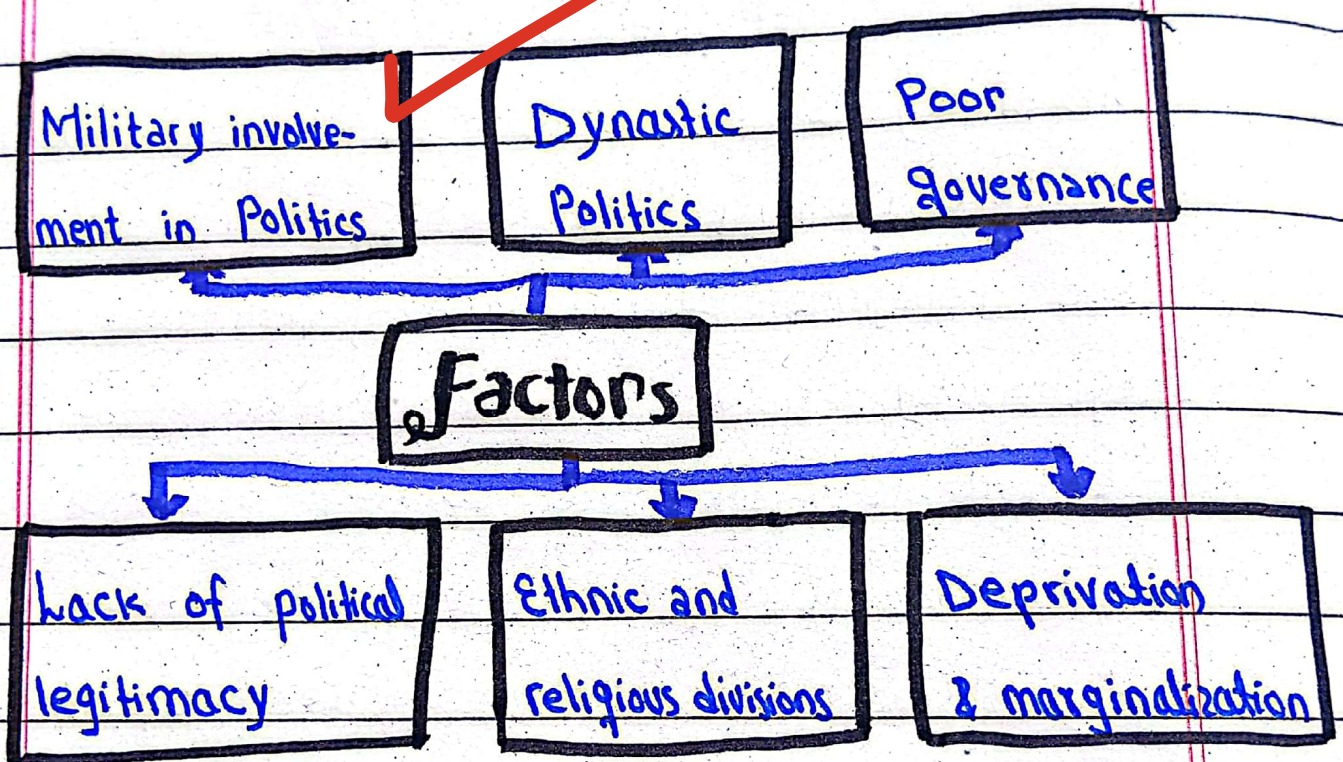 Military involve-
ment in Politics
Dynastic
Politics
Poor
governance
Factors
Lack of political
legitimacy
Ethnic and
religious divisions
Deprivation
& marginalization